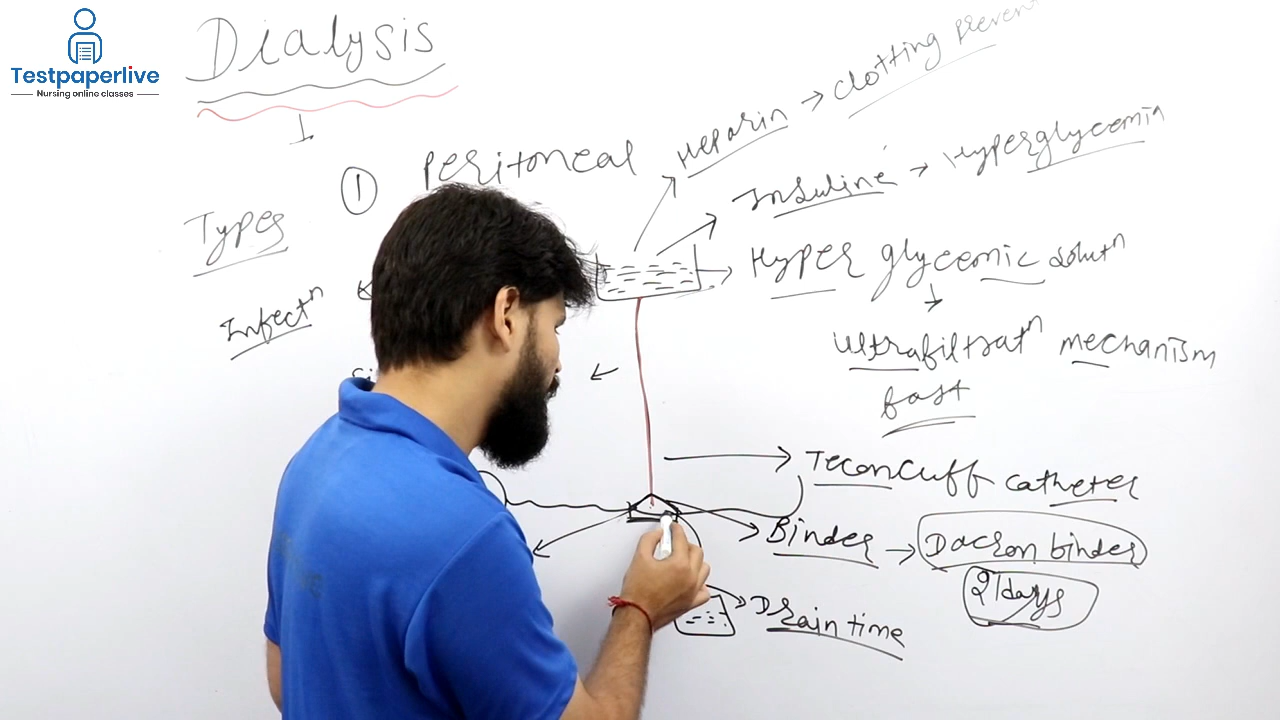 Testpaperlive
Nursing online classes
Dialysis
① Peritoneal
Types
Infectⁿ
Heparin → clotting preven
Insuline → Hyperglycemia
Hyper glycemic solutⁿ
Ultrafiltratⁿ mechanism
fast
Teconcuff catheter
Binder → Dacron binder
21days
Drain time